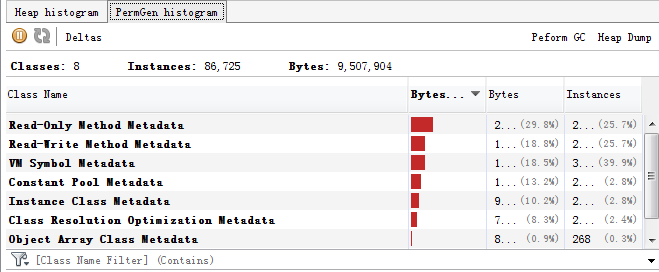 Heap histogram PermGen histogram
Deltas Peform GC Heap Dump
Classes: 8 Instances: 86,725 Bytes: 9,507,904
Class Name Bytes... Bytes Instances
Read-Only Method Metadata 2... (29.8%) 2... (25.7%)
Read-Write Method Metadata 1... (18.8%) 2... (25.7%)
VM Symbol Metadata 1... (18.5%) 3... (39.9%)
Constant Pool Metadata 1... (13.2%) 2... (2.8%)
Instance Class Metadata 9... (10.2%) 2... (2.8%)
Class Resolution Optimization Metadata 7... (8.3%) 2... (2.4%)
Object Array Class Metadata 8... (0.9%) 268 (0.3%)
[Class Name Filter] (Contains)